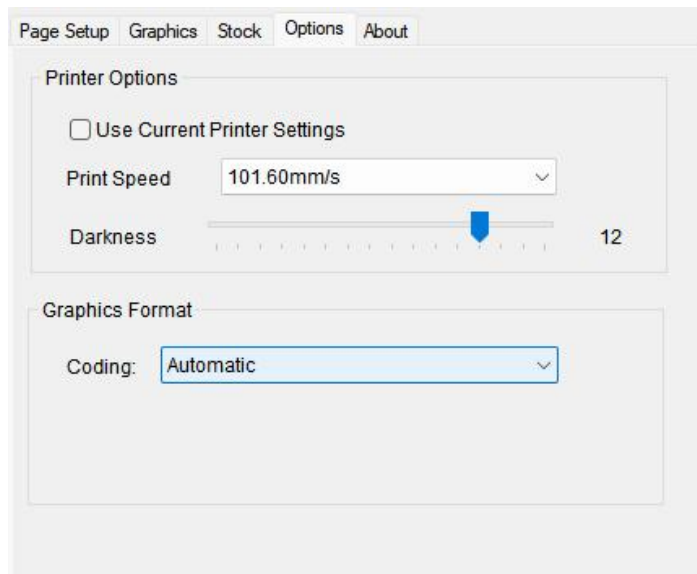 Page Setup Graphics Stock Options About
Printer Options
Use Current Printer Settings
Print Speed 101.60mm/s
Darkness 12
Graphics Format
Coding: Automatic